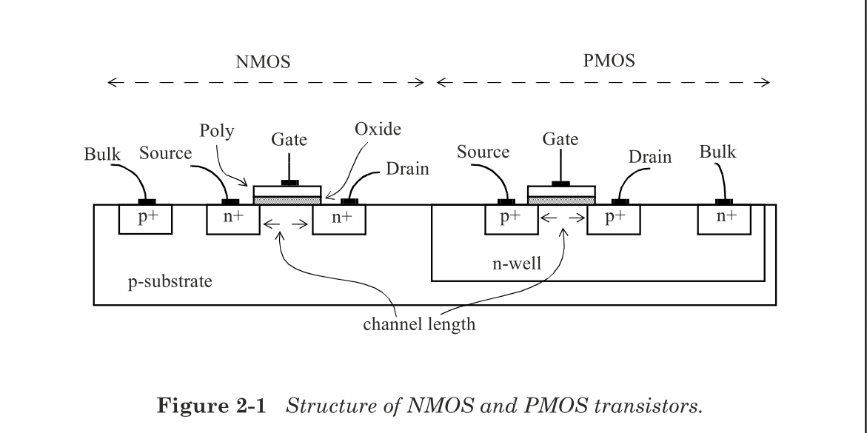 NMOS
PMOS
Poly
Gate
Oxide
Bulk
Source
Drain
Source
Gate
Drain
Bulk
p+
n+
n+
p+
p+
n+
n-well
p-substrate
channel length
Figure 2-1 Structure of NMOS and PMOS transistors.